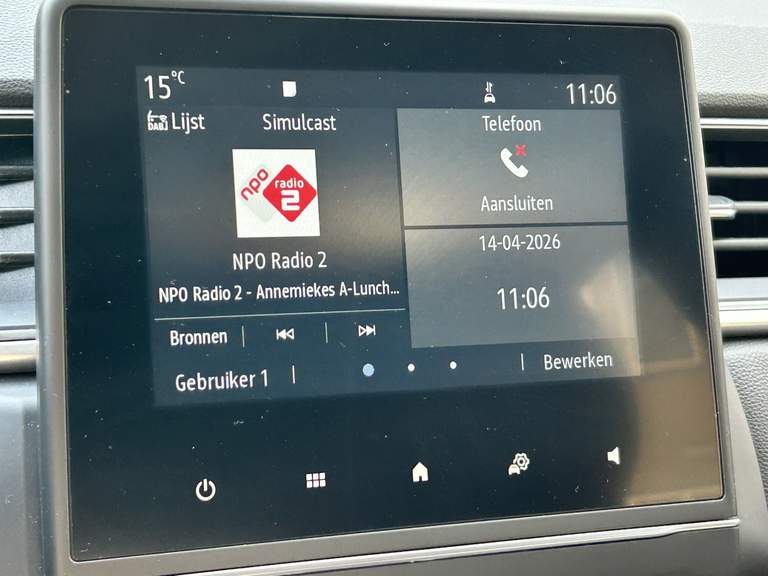 15°C
11:06
DAB Lijst
Simulcast
npo radio 2
NPO Radio 2
NPO Radio 2 - Annemiekes A-Lunch...
Bronnen
Telefoon
Aansluiten
14-04-2026
11:06
Gebruiker 1
Bewerken